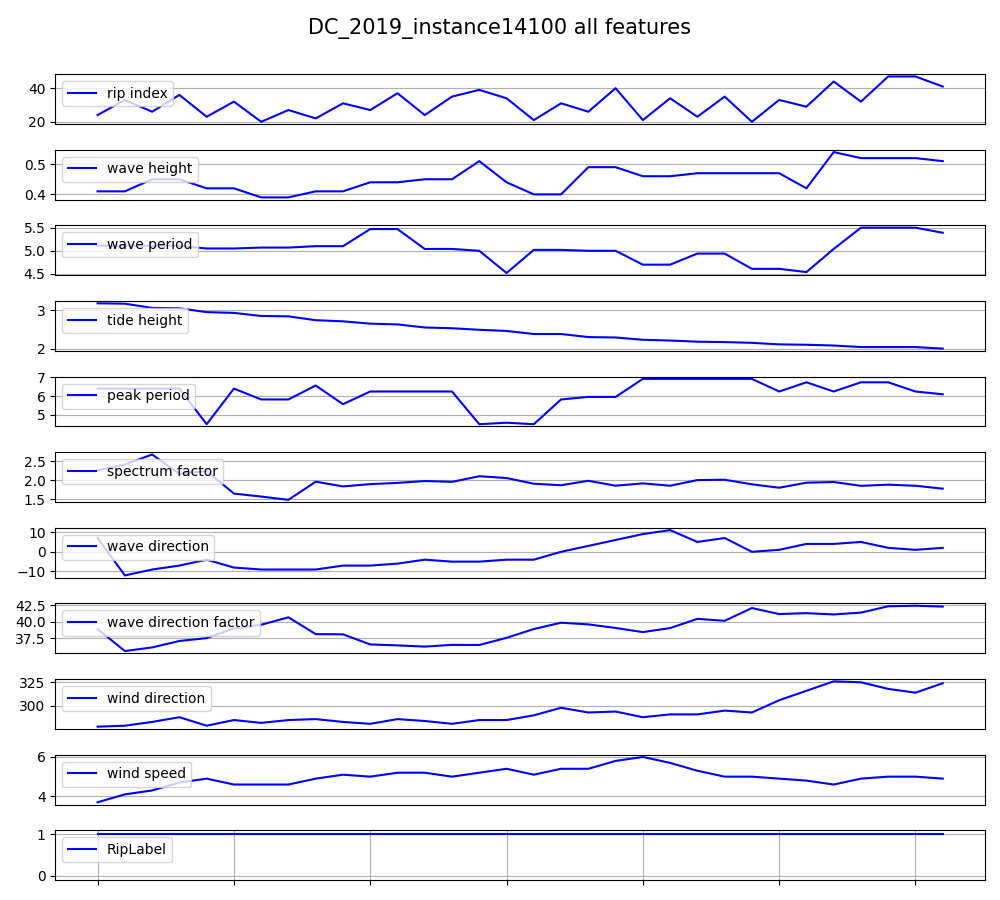 DC_2019_instance14100 all features
40
20
rip index
0.5
0.4
wave height
5.5
5.0
4.5
wave period
3
2
tide height
7
6
5
peak period
2.5
2.0
1.5
spectrum factor
10
0
−10
wave direction
42.5
40.0
37.5
wave direction factor
325
300
wind direction
6
4
wind speed
1
0
RipLabel